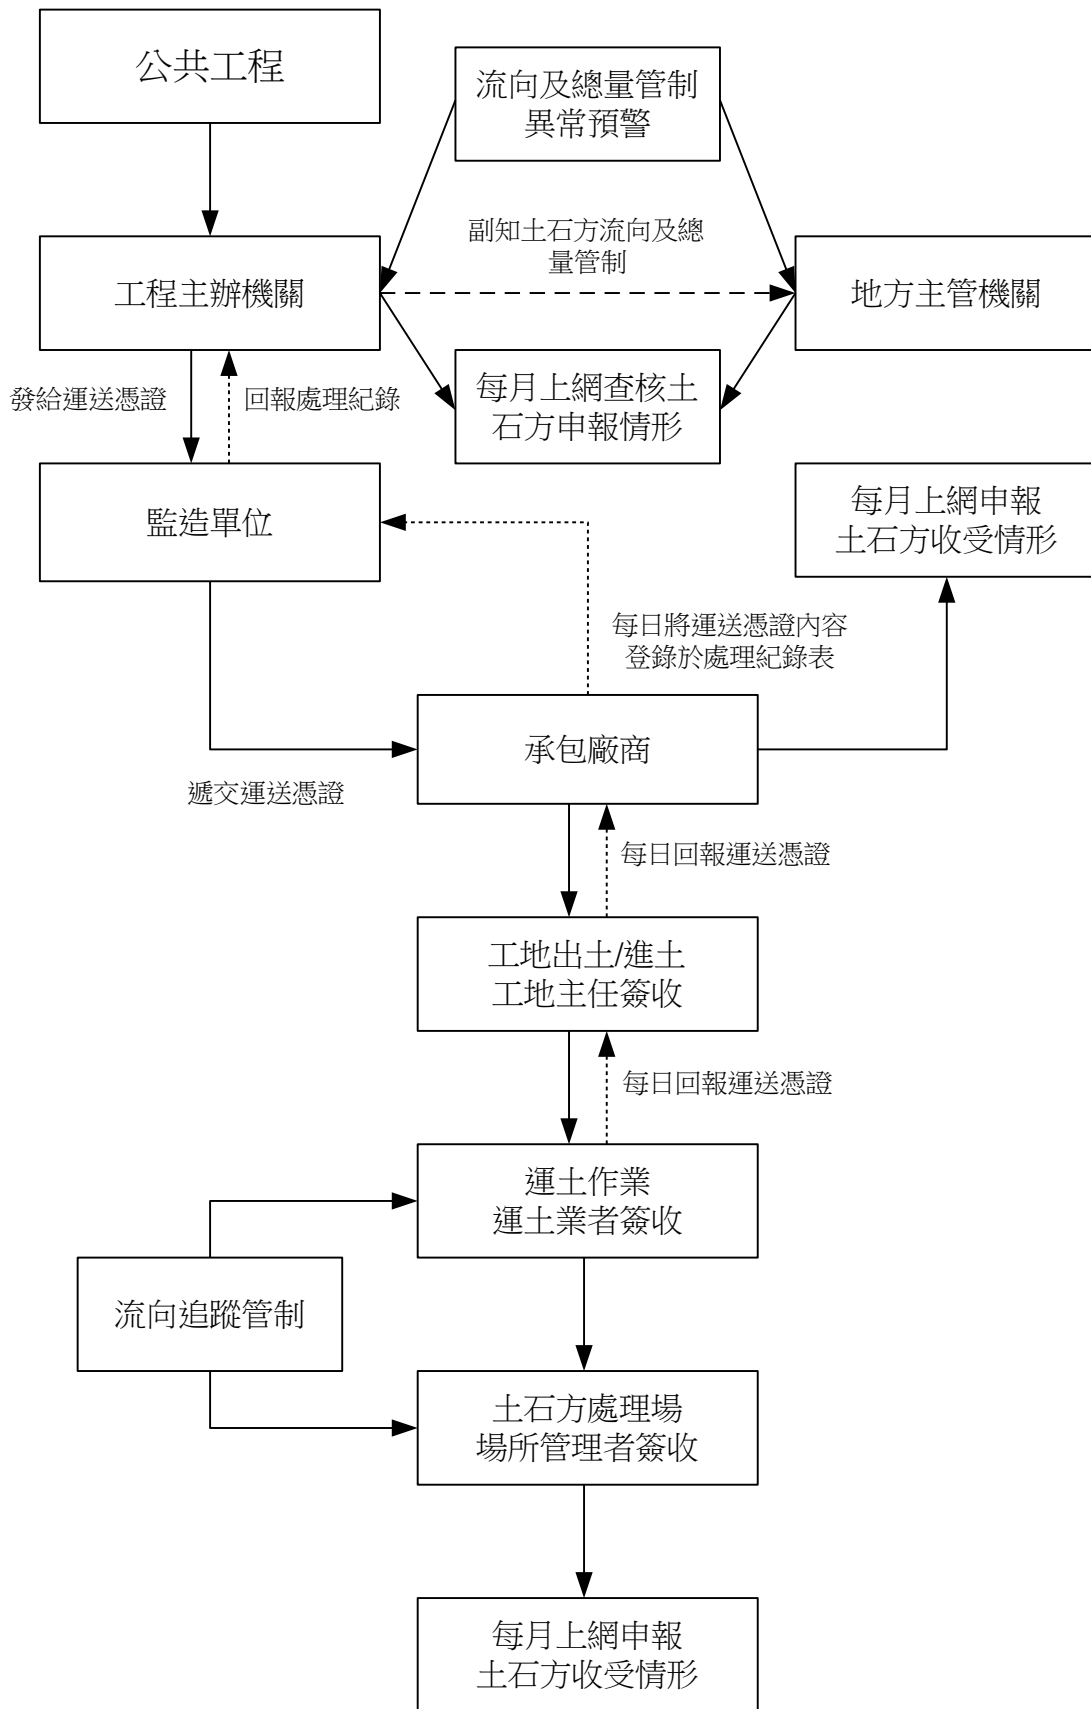 公共工程
流向及總量管制
異常預警
副知土石方流向及總
量管制
工程主辦機關
地方主管機關
發給運送憑證
回報處理紀錄
每月上網查核土
石方申報情形
監造單位
每月上網申報
土石方收受情形
每日將運送憑證內容
登錄於處理紀錄表
承包廠商
遞交運送憑證
每日回報運送憑證
工地出土/進土
工地主任簽收
每日回報運送憑證
運土作業
運土業者簽收
流向追蹤管制
土石方處理場
場所管理者簽收
每月上網申報
土石方收受情形